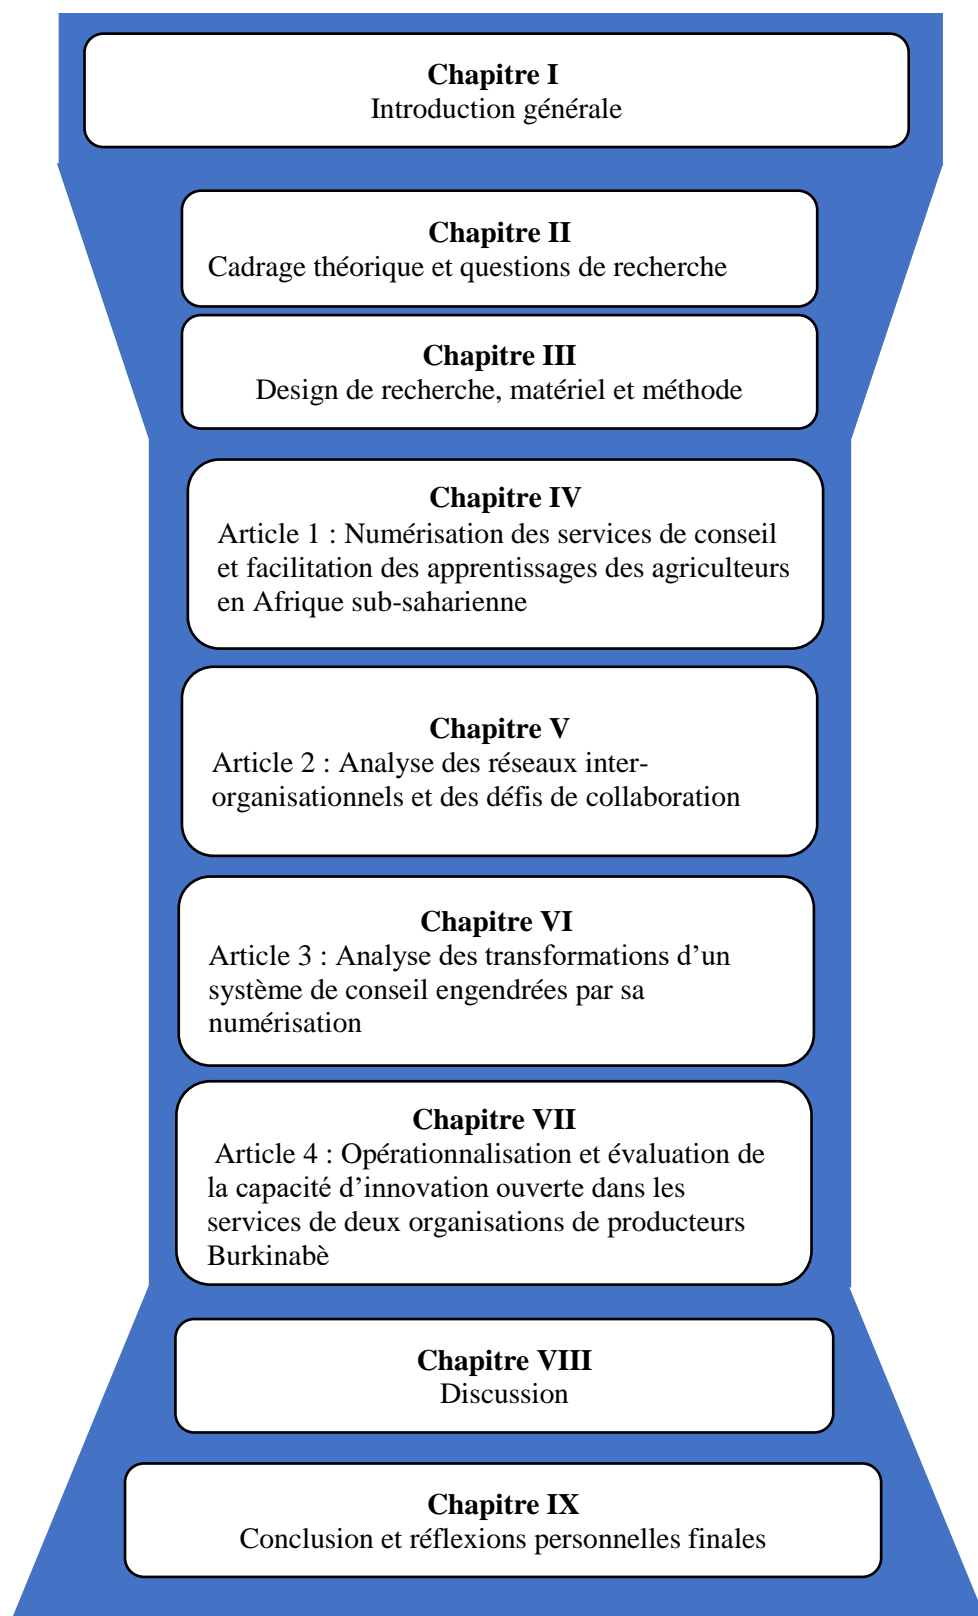 Chapitre I
Introduction générale
Chapitre II
Cadrage théorique et questions de recherche
Chapitre III
Design de recherche, matériel et méthode
Chapitre IV
Article 1 : Numérisation des services de conseil
et facilitation des apprentissages des agriculteurs
en Afrique sub-saharienne
Chapitre V
Article 2 : Analyse des réseaux inter-
organisationnels et des défis de collaboration
Chapitre VI
Article 3 : Analyse des transformations d’un
système de conseil engendrées par sa
numérisation
Chapitre VII
Article 4 : Opérationnalisation et évaluation de
la capacité d’innovation ouverte dans les
services de deux organisations de producteurs
Burkinabè
Chapitre VIII
Discussion
Chapitre IX
Conclusion et réflexions personnelles finales